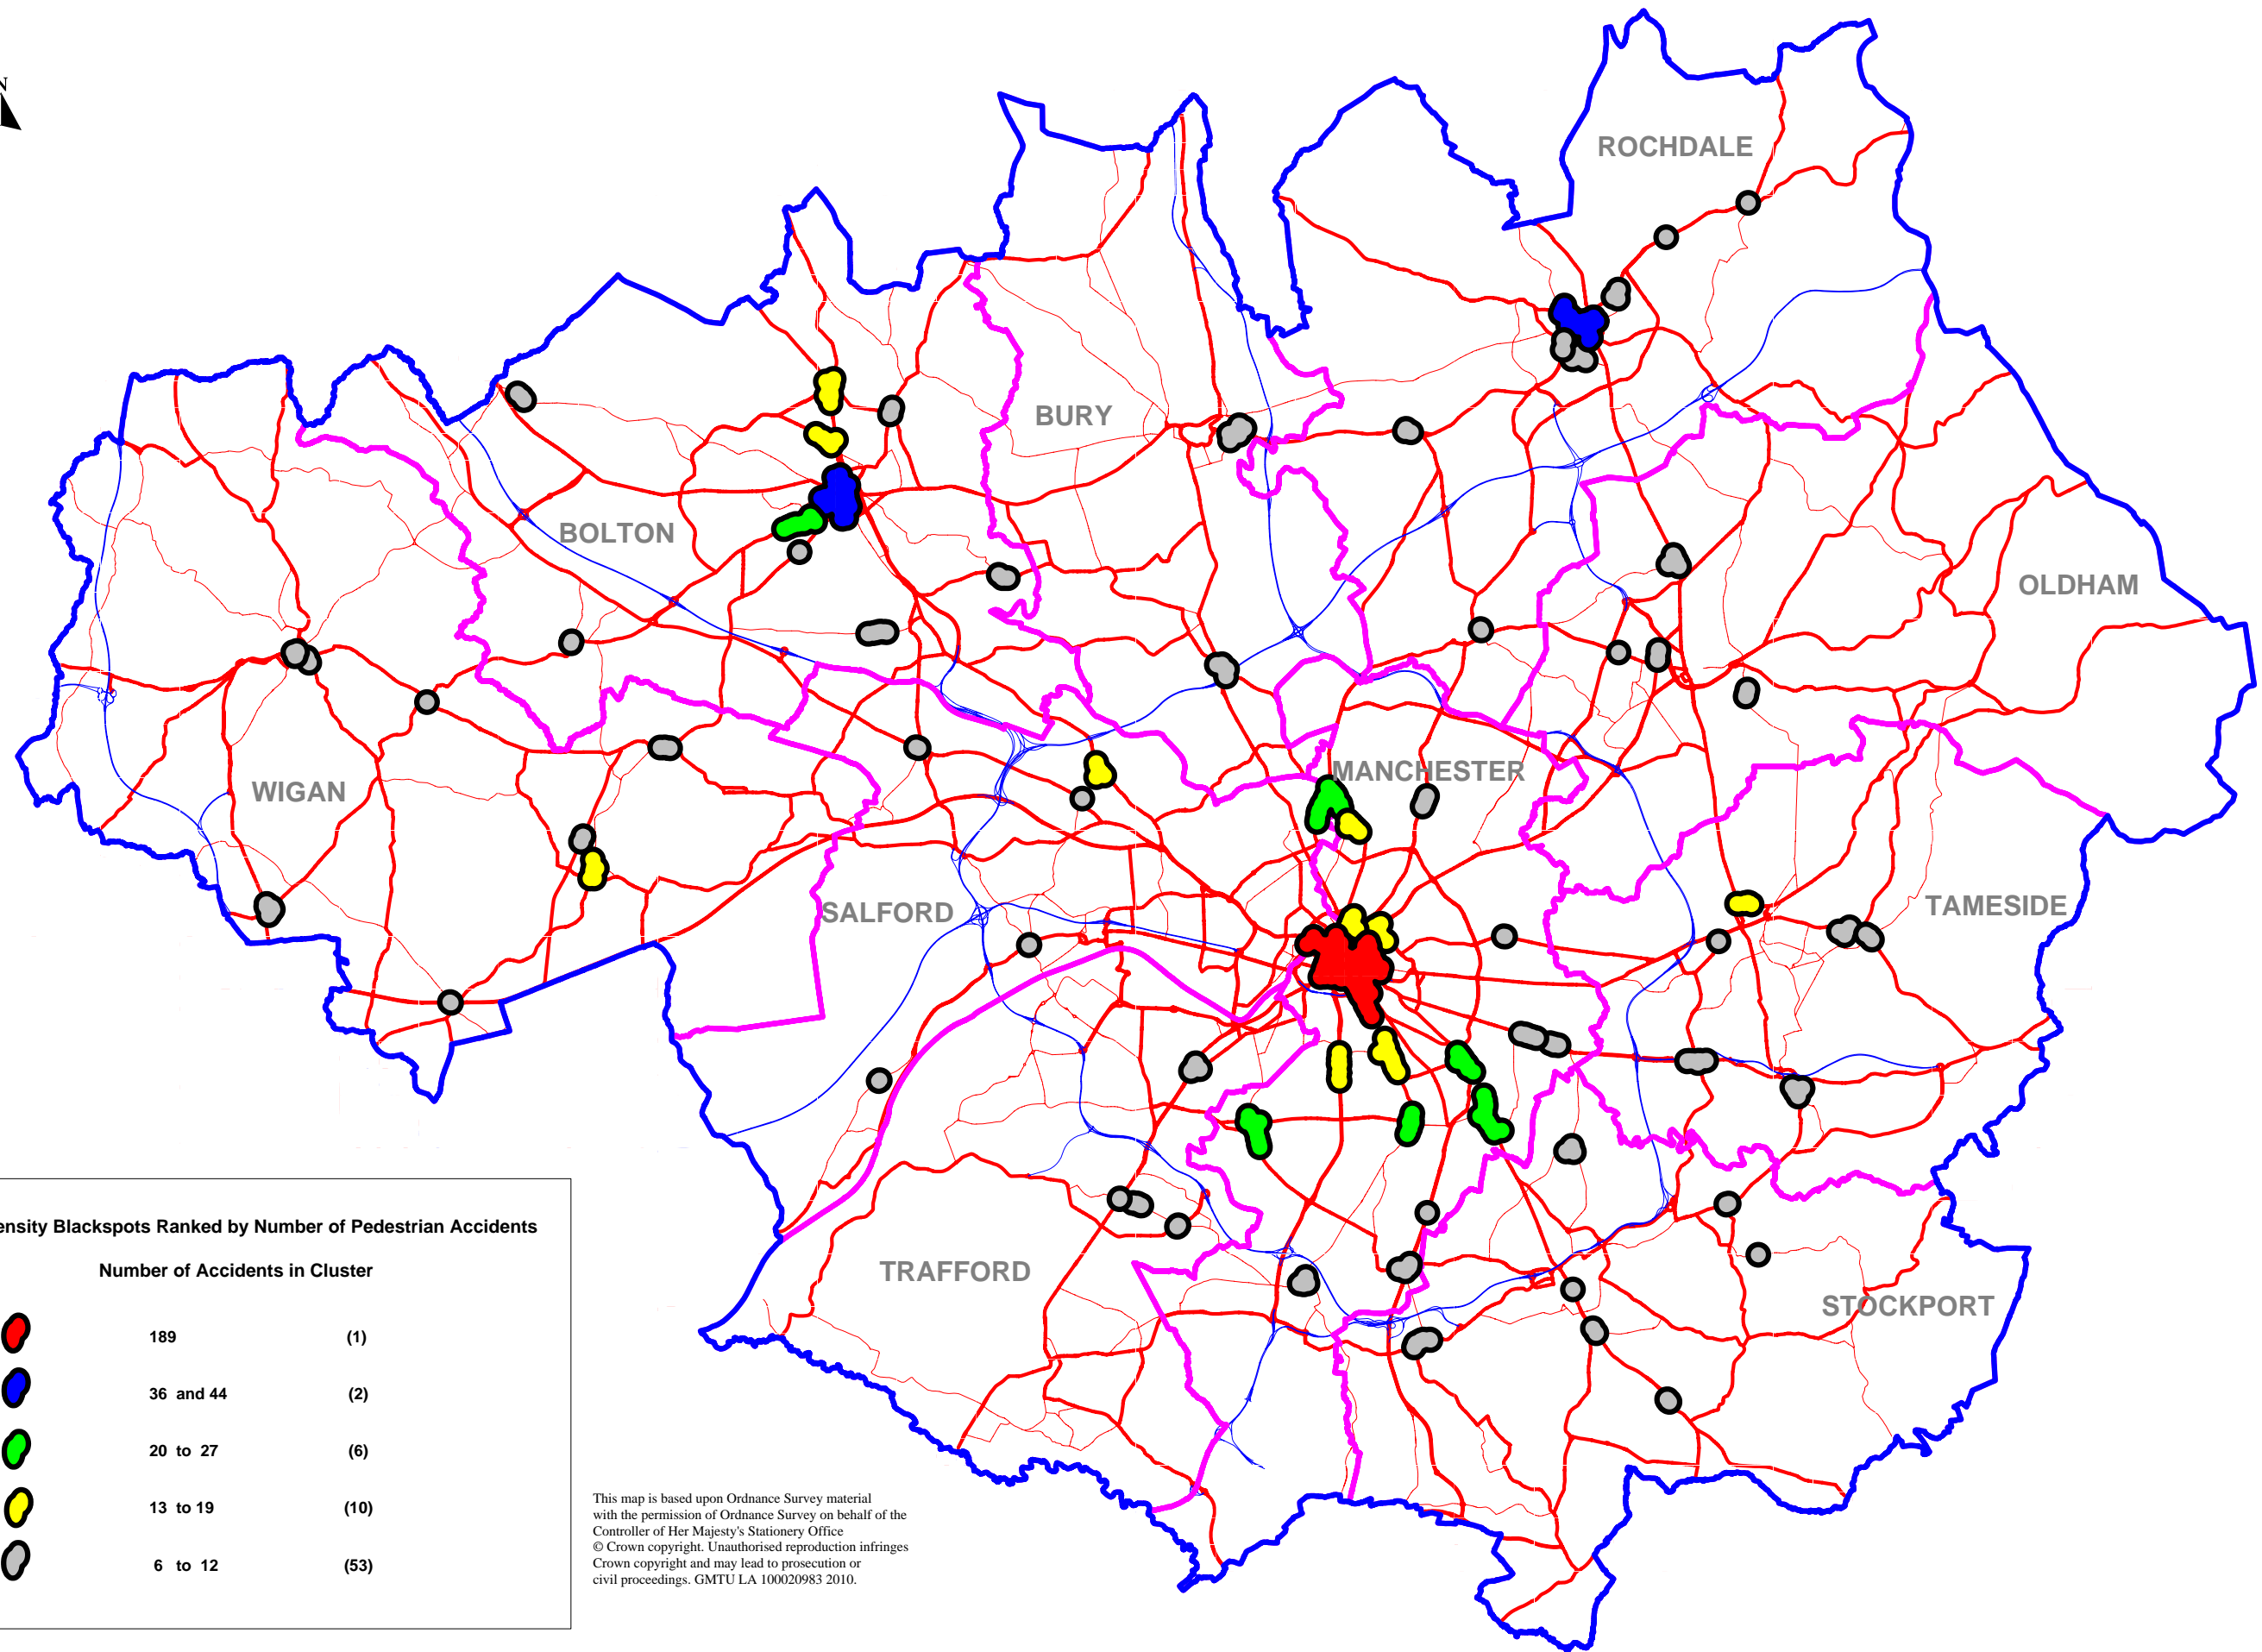 N
ROCHDALE
BURY
BOLTON
OLDHAM
MANCHESTER
WIGAN
SALFORD
TAMESIDE
TRAFFORD
STOCKPORT
ensity Blackspots Ranked by Number of Pedestrian Accidents
Number of Accidents in Cluster
189 (1)
36 and 44 (2)
20 to 27 (6)
13 to 19 (10)
6 to 12 (53)
This map is based upon Ordnance Survey material
with the permission of Ordnance Survey on behalf of the
Controller of Her Majesty's Stationery Office
© Crown copyright. Unauthorised reproduction infringes
Crown copyright and may lead to prosecution or
civil proceedings. GMTU LA 100020983 2010.